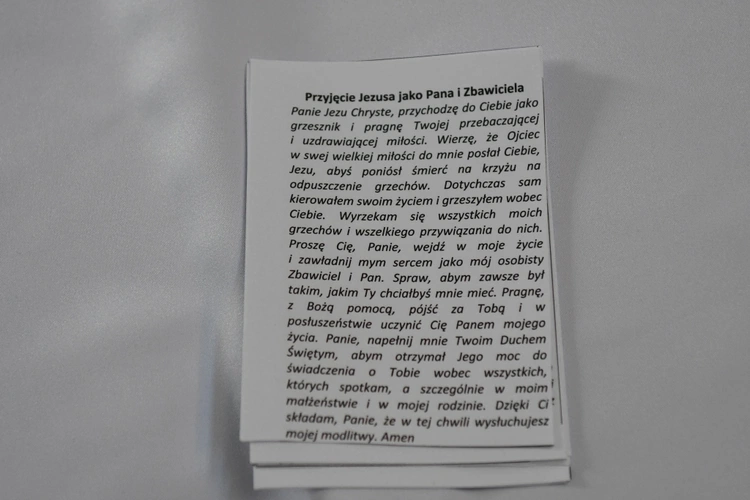 Przyjęcie Jezusa jako Pana i Zbawiciela
Panie Jezu Chryste, przychodzę do Ciebie jako
grzesznik i pragnę Twojej przebaczającej
i uzdrawiającej miłości. Wierzę, że Ojciec
w swej wielkiej miłości do mnie posłał Ciebie,
Jezu, abyś poniósł śmierć na krzyżu na
odpuszczenie grzechów. Dotychczas sam
kierowałem swoim życiem i grzeszyłem wobec
Ciebie. Wyrzekam się wszystkich moich
grzechów i wszelkiego przywiązania do nich.
Proszę Cię, Panie, wejdź w moje życie
i zawładnij mym sercem jako mój osobisty
Zbawiciel i Pan. Spraw, abym zawsze był
takim, jakim Ty chciałbyś mnie mieć. Pragnę,
z Bożą pomocą, pójść za Tobą i w
posłuszeństwie uczynić Cię Panem mojego
życia. Panie, napełnij mnie Twoim Duchem
Świętym, abym otrzymał Jego moc do
świadczenia o Tobie wobec wszystkich,
których spotkam, a szczególnie w moim
małżeństwie i w mojej rodzinie. Dzięki Ci
składam, Panie, że w tej chwili wysłuchujesz
mojej modlitwy. Amen